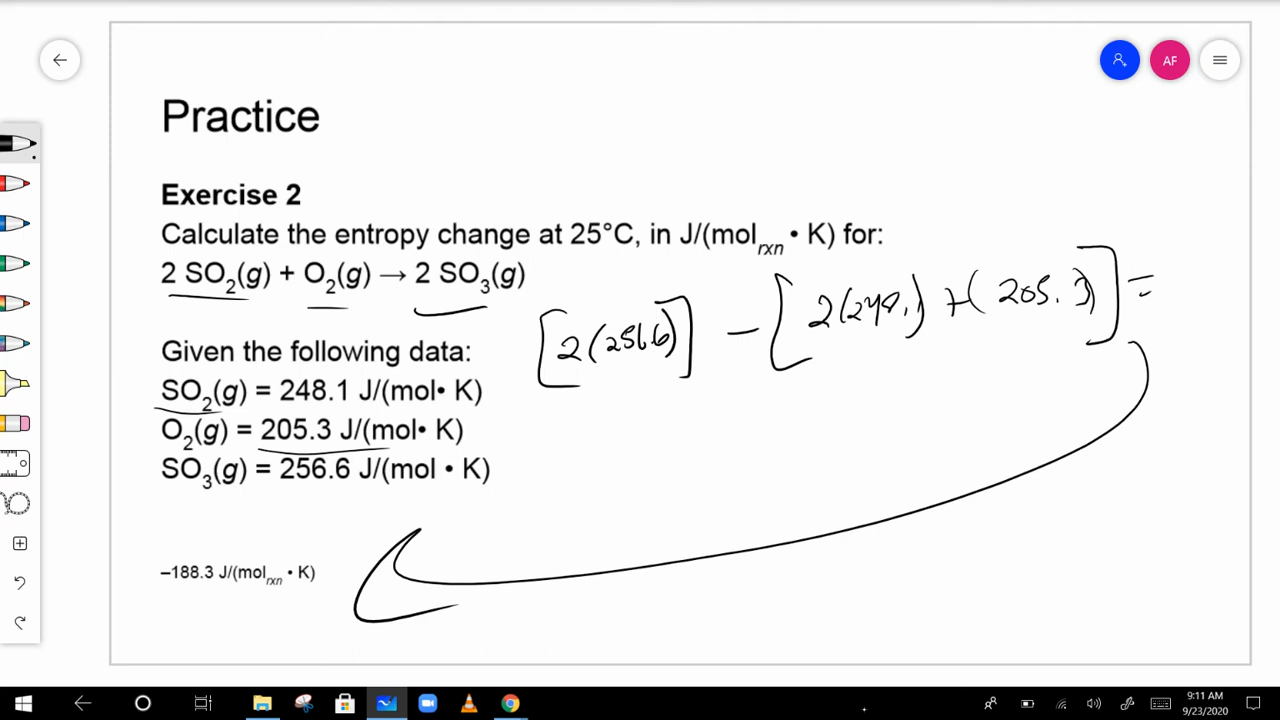 AF
Practice
Exercise 2
Calculate the entropy change at 25°C, in J/(mol_rxn • K) for:
2 SO₂(g) + O₂(g) → 2 SO₃(g)
[2(256.6)] - [2(248.1) + (205.3)] =
Given the following data:
SO₂(g) = 248.1 J/(mol• K)
O₂(g) = 205.3 J/(mol• K)
SO₃(g) = 256.6 J/(mol • K)
–188.3 J/(mol_rxn • K)
9:11 AM
9/23/2020